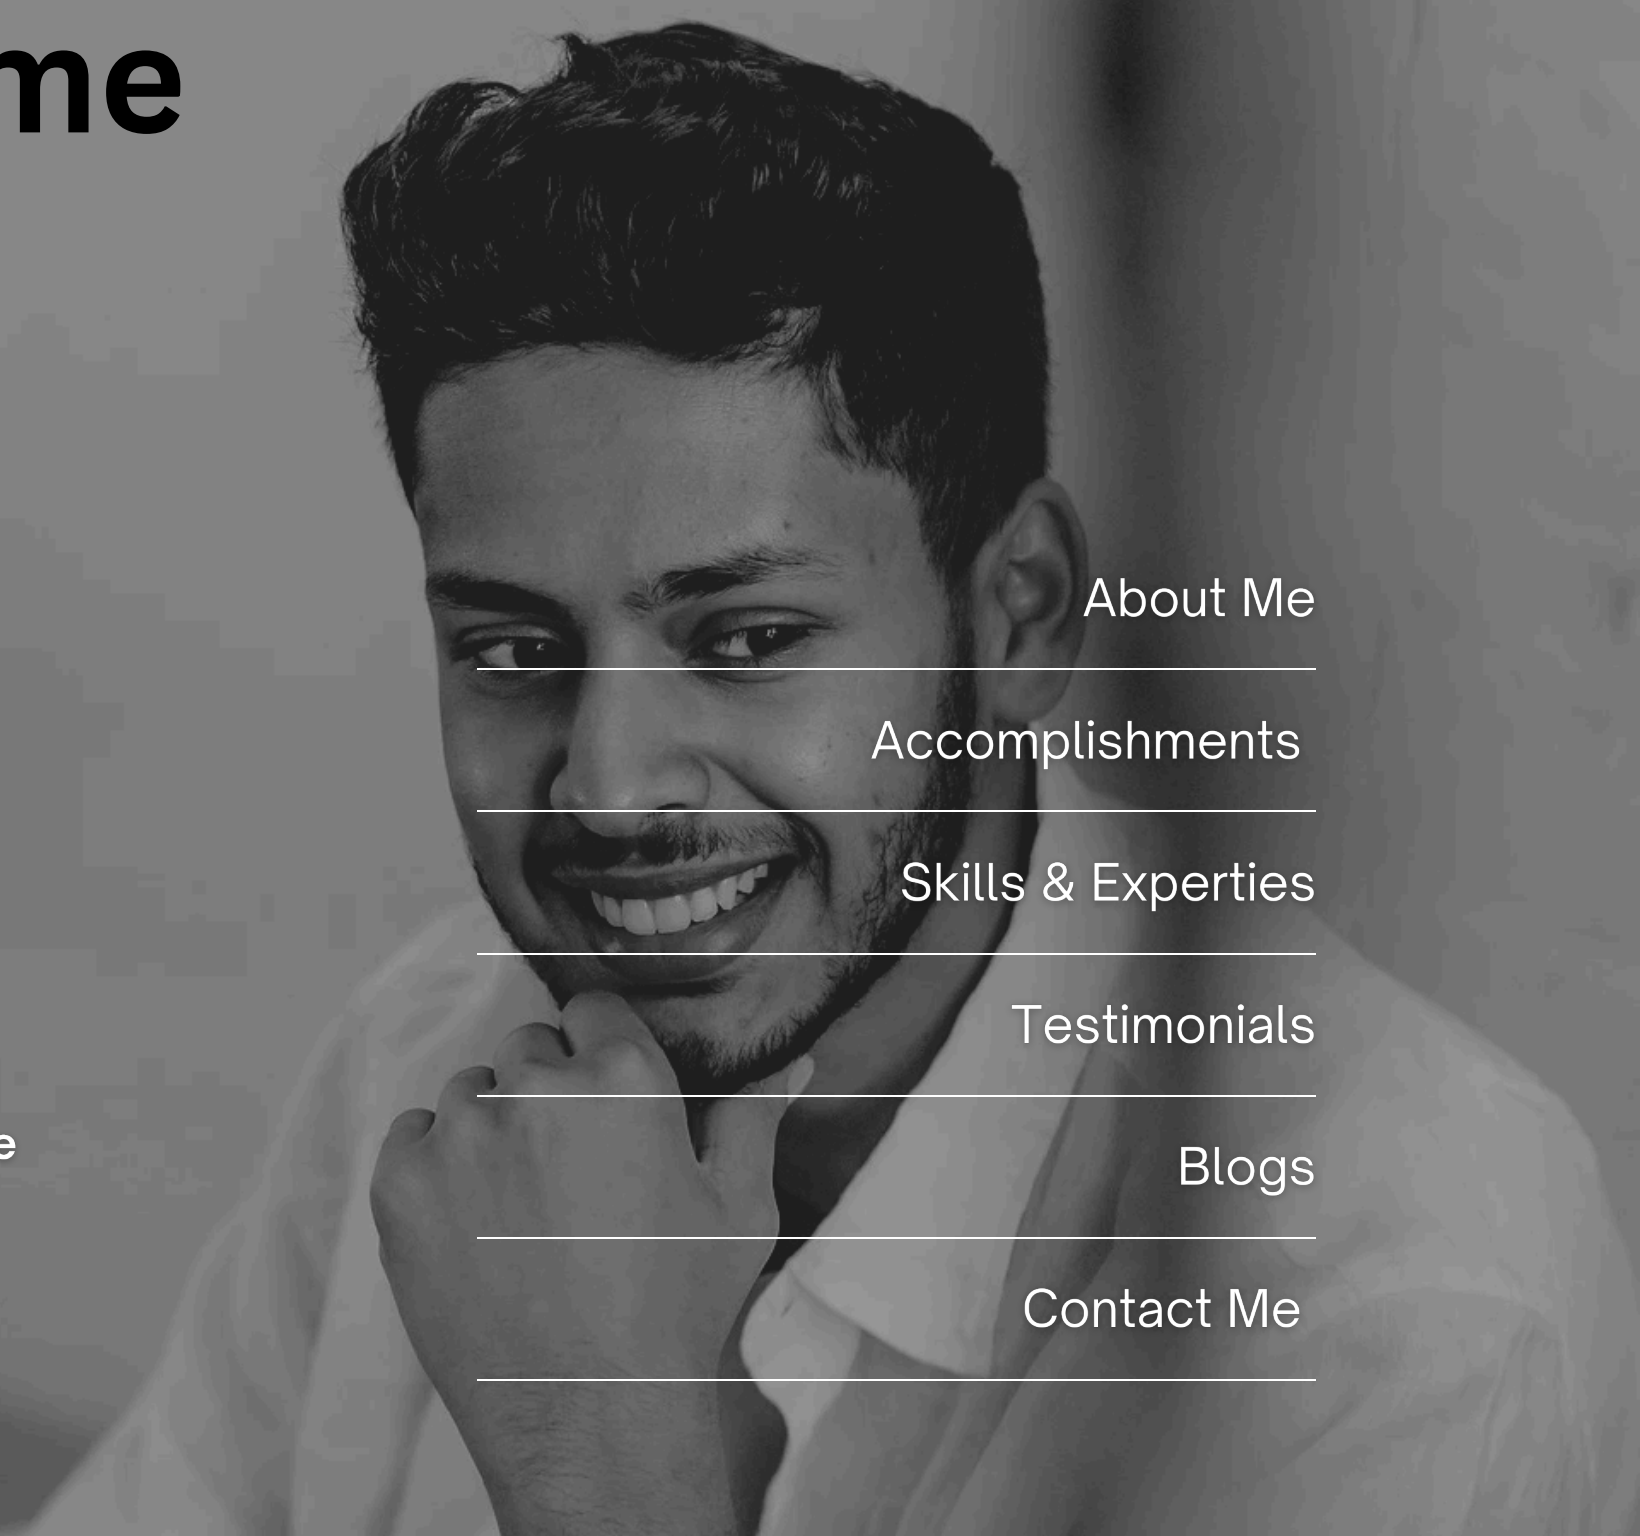 me
About Me
Accomplishments
Skills & Experties
Testimonials
e
Blogs
Contact Me